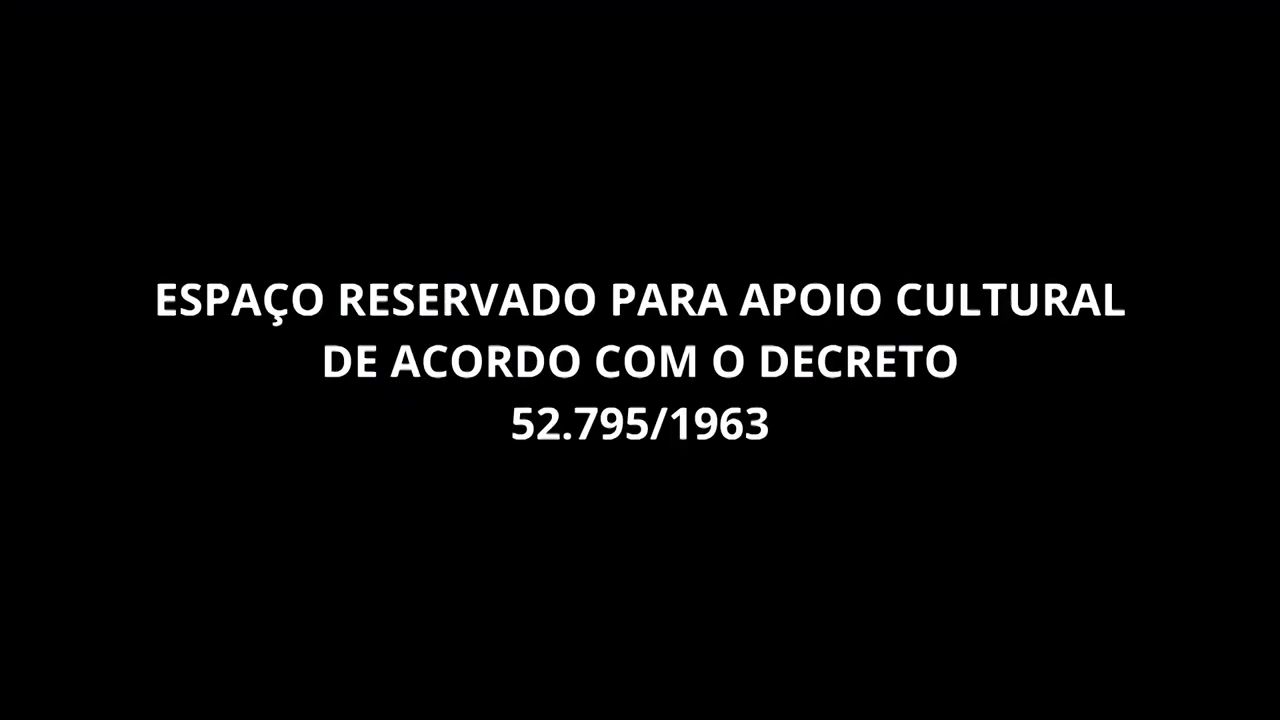 ESPAÇO RESERVADO PARA APOIO CULTURAL
DE ACORDO COM O DECRETO
52.795/1963